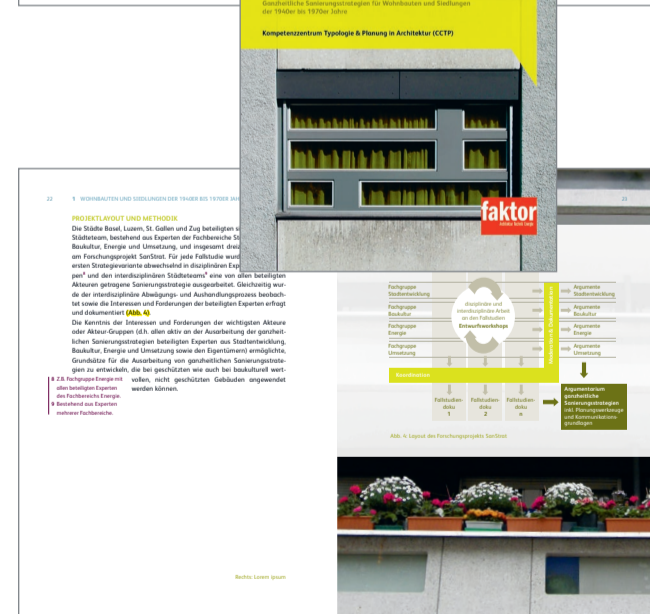 Ganzheitliche Sanierungsstrategien für Wohnbauten und Siedlungen
der 1940er bis 1970er Jahre
Kompetenzzentrum Typologie & Planung in Architektur (CCTP)
faktor
22 1 WOHNBAUTEN UND SIEDLUNGEN DER 1940ER BIS 1970ER JAH
PROJEKTLAYOUT UND METHODIK
Die Städte Basel, Luzern, St. Gallen und Zug beteiligten s
Städteteam, bestehend aus Experten der Fachbereiche St
Baukultur, Energie und Umsetzung, und insgesamt drei
am Forschungsprojekt SanStrat. Für jede Fallstudie wurd
ersten Strategievariante abwechselnd in disziplinären Exp
pen⁸ und den interdisziplinären Städteteams⁹ eine von allen beteiligten
Akteuren getragene Sanierungsstrategie ausgearbeitet. Gleichzeitig wur-
de der interdisziplinäre Abwägungs- und Aushandlungsprozess beobach-
tet sowie die Interessen und Forderungen der beteiligten Experten erfragt
und dokumentiert (Abb. 4).
Die Kenntnis der Interessen und Forderungen der wichtigsten Akteure
oder Akteur-Gruppen (d.h. allen aktiv an der Ausarbeitung der ganzheit-
lichen Sanierungsstrategien beteiligten Experten aus Stadtentwicklung,
Baukultur, Energie und Umsetzung sowie den Eigentümern) ermöglichte,
Grundsätze für die Ausarbeitung von ganzheitlichen Sanierungsstrate-
gien zu entwickeln, die bei geschützten wie auch bei baukulturell wert-
vollen, nicht geschützten Gebäuden angewendet
werden können.
8 Z.B. Fachgruppe Energie mit
allen beteiligten Experten
des Fachbereichs Energie.
9 Bestehend aus Experten
mehrerer Fachbereiche.
Rechts: Lorem ipsum
23
Fachgruppe
Stadtentwicklung
Fachgruppe
Baukultur
Fachgruppe
Energie
Fachgruppe
Umsetzung
disziplinäre und
interdisziplinäre Arbeit
an den Fallstudien
Entwurfsworkshops
Argumente
Stadtentwicklung
Argumente
Baukultur
Argumente
Energie
Argumente
Umsetzung
Koordination
Fallstudien-
doku
1
Fallstudien-
doku
2
Fallstudien-
doku
n
Argumentarium
ganzheitliche
Sanierungsstrategien
inkl. Planungswerkzeuge
und Kommunikations-
grundlagen
Abb. 4: Layout des Forschungsprojekts SanStrat